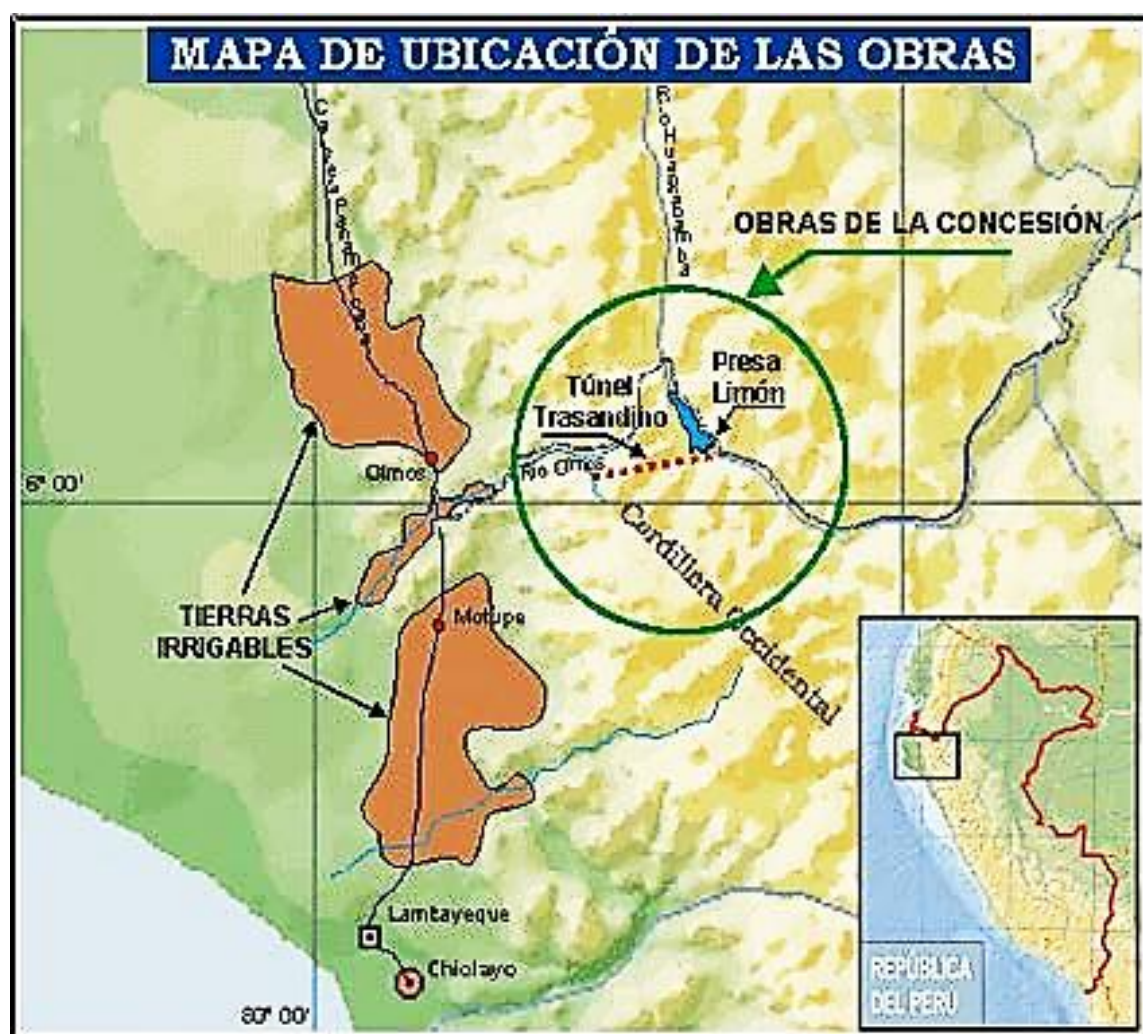 MAPA DE UBICACIÓN DE LAS OBRAS
Río Huancabamba
OBRAS DE LA CONCESIÓN
Presa
Limón
Túnel
Trasandino
Olmos
Río Olmos
6° 00'
Cordillera Occidental
TIERRAS
IRRIGABLES
Motupe
Lambayeque
Chiclayo
80° 00'
REPÚBLICA
DEL PERÚ